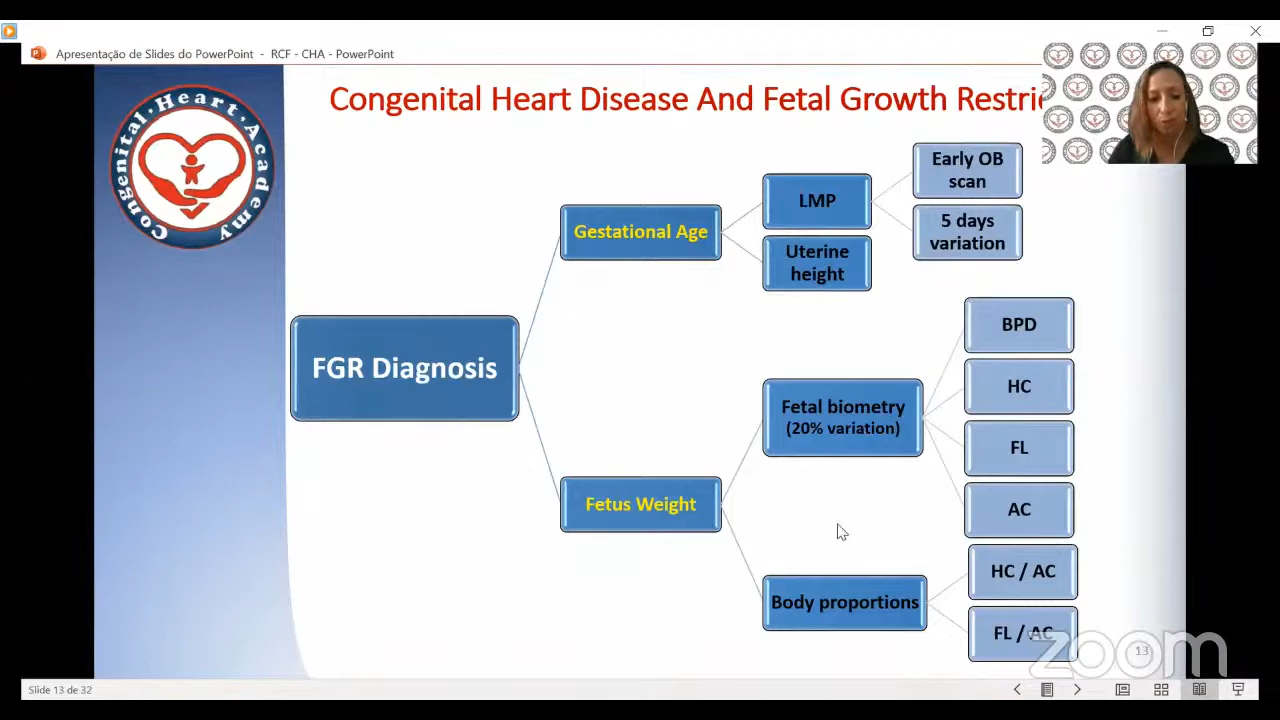 Apresentação de Slides do PowerPoint - RCF - CHA - PowerPoint
Congenital Heart Disease And Fetal Growth Restri
Congenital · Heart · Academy
Early OB
scan
LMP
5 days
variation
Gestational Age
Uterine
height
BPD
FGR Diagnosis
HC
Fetal biometry
(20% variation)
FL
Fetus Weight
AC
HC / AC
Body proportions
FL / AC
zoom
13
Slide 13 de 32